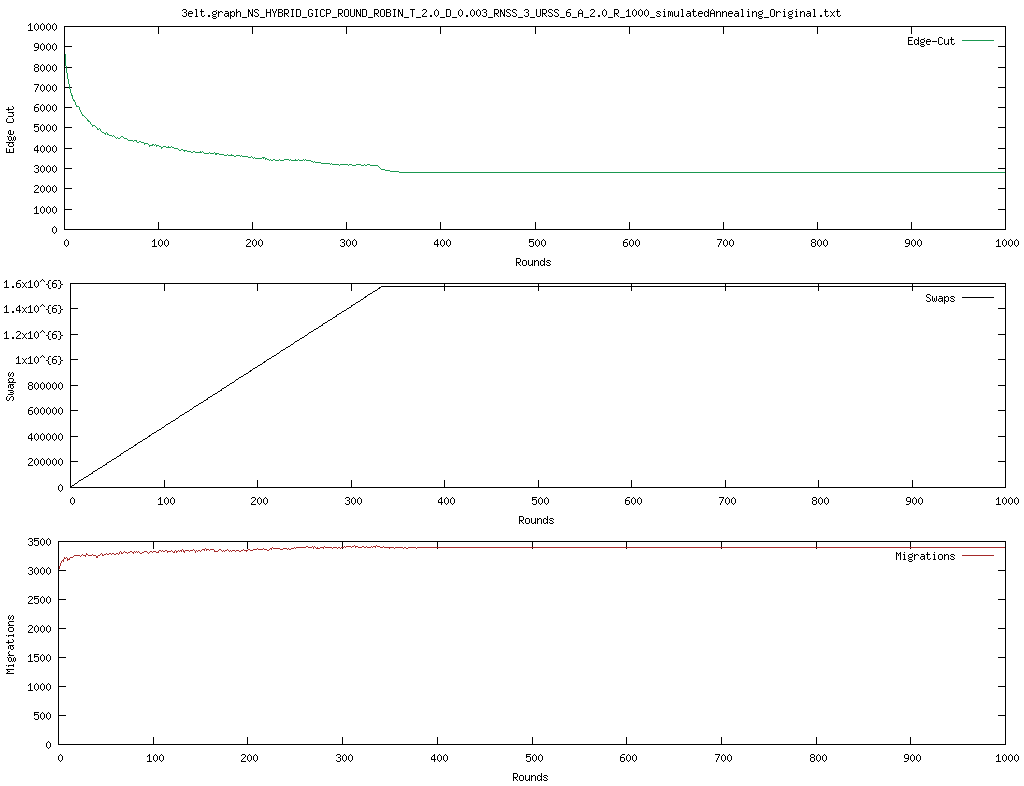 3elt.graph_NS_HYBRID_GICP_ROUND_ROBIN_T_2.0_D_0.003_RNSS_3_URSS_6_A_2.0_R_1000_simulatedAnnealing_Original.txt
10000
9000
8000
7000
6000
5000
4000
3000
2000
1000
0
Edge Cut
Edge-Cut
0 100 200 300 400 500 600 700 800 900 1000
Rounds
1.6x10^{6}
1.4x10^{6}
1.2x10^{6}
1x10^{6}
800000
600000
400000
200000
0
Swaps
Swaps
0 100 200 300 400 500 600 700 800 900 1000
Rounds
3500
3000
2500
2000
1500
1000
500
0
Migrations
Migrations
0 100 200 300 400 500 600 700 800 900 1000
Rounds